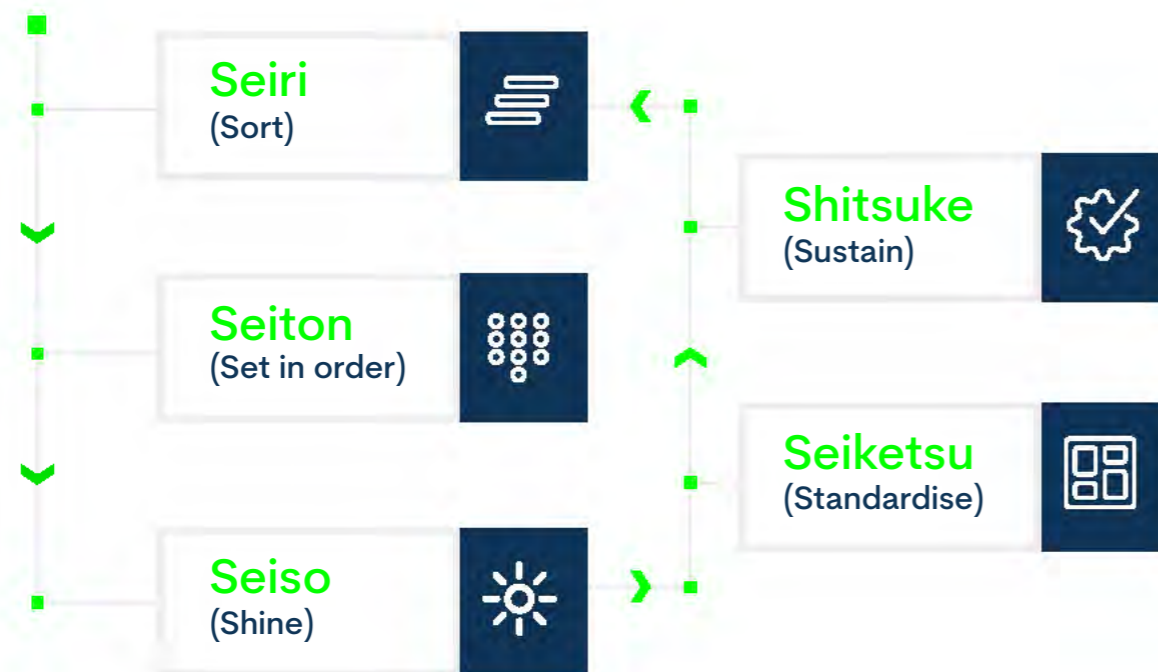 Seiri
(Sort)
Seiton
(Set in order)
Seiso
(Shine)
Seiketsu
(Standardise)
Shitsuke
(Sustain)